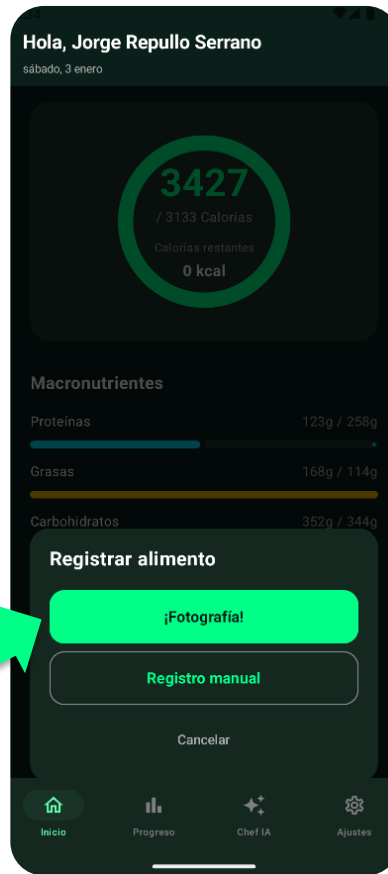 Hola, Jorge Repullo Serrano
sábado, 3 enero
3427
/ 3133 Calorías
Calorías restantes
0 kcal
Macronutrientes
Proteínas 123g / 258g
Grasas 168g / 114g
Carbohidratos 352g / 344g
Registrar alimento
¡Fotografía!
Registro manual
Cancelar
Inicio Progreso Chef IA Ajustes